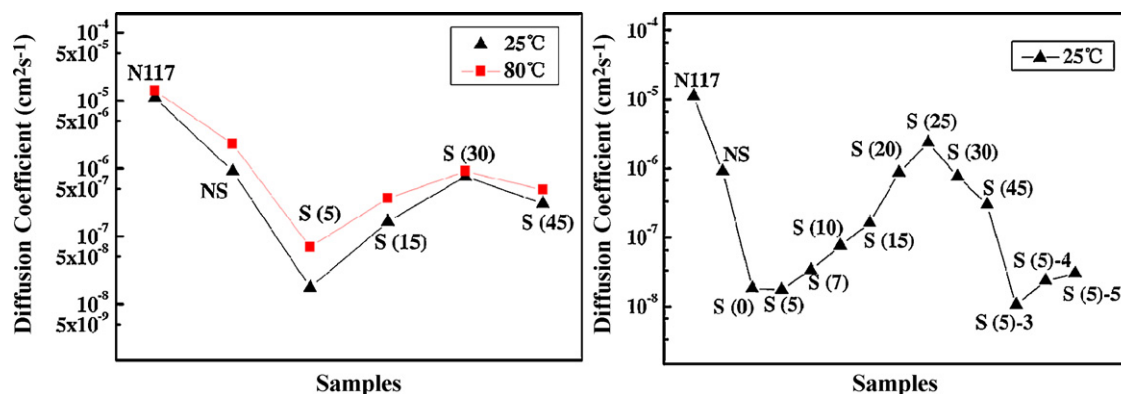 Diffusion Coefficient (cm²s⁻¹)
10⁻⁴
5x10⁻⁵
10⁻⁵
5x10⁻⁶
10⁻⁶
5x10⁻⁷
10⁻⁷
5x10⁻⁸
10⁻⁸
5x10⁻⁹
25℃
80℃
N117
NS
S (5)
S (15)
S (30)
S (45)
Samples
Diffusion Coefficient (cm²s⁻¹)
10⁻⁴
10⁻⁵
10⁻⁶
10⁻⁷
10⁻⁸
25℃
N117
NS
S (0)
S (5)
S (7)
S (10)
S (15)
S (20)
S (25)
S (30)
S (45)
S (5)-3
S (5)-4
S (5)-5
Samples